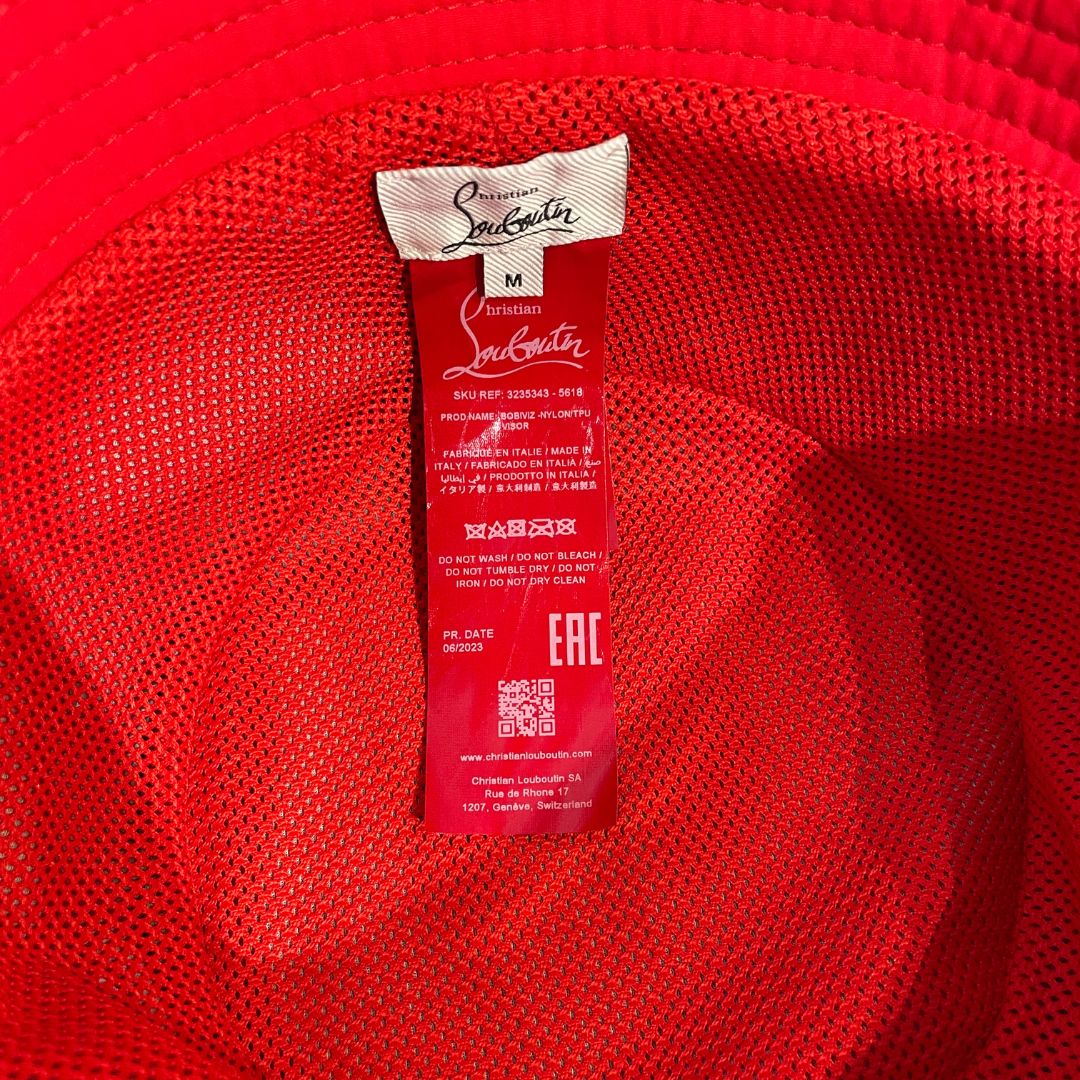 Christian
Louboutin
M
Christian
Louboutin
SKU REF: 3235343 - 5618
PROD NAME: BOBIVIZ -NYLON/TPU
VISOR
FABRIQUÉ EN ITALIE / MADE IN
ITALY / FABRICADO EN ITALIA / صنع
في إيطاليا / PRODOTTO IN ITALIA /
イタリア製 / 意大利制造 / 意大利製造
DO NOT WASH / DO NOT BLEACH /
DO NOT TUMBLE DRY / DO NOT
IRON / DO NOT DRY CLEAN
PR. DATE
06/2023
EAC
www.christianlouboutin.com
Christian Louboutin SA
Rue de Rhone 17
1207, Genève, Switzerland